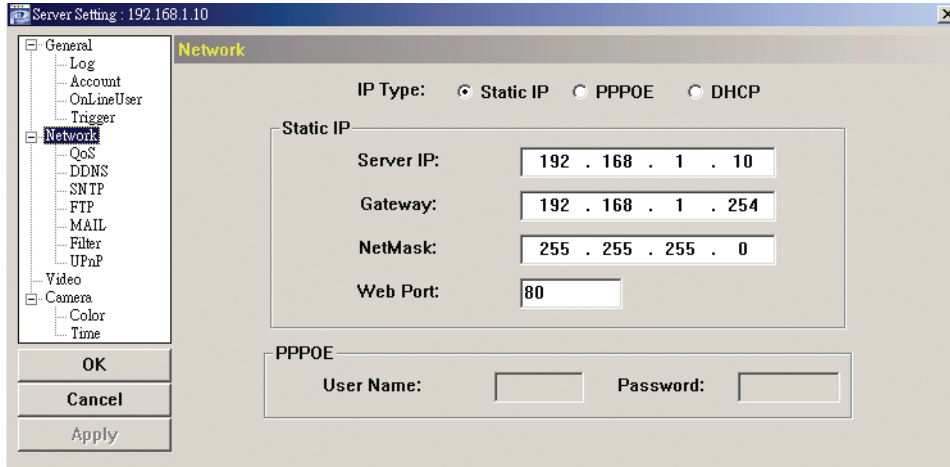 Server Setting : 192.168.1.10
General
Log
Account
OnLineUser
Trigger
Network
QoS
DDNS
SNTP
FTP
MAIL
Filter
UPnP
Video
Camera
Color
Time
OK
Cancel
Apply
Network
IP Type: Static IP PPPOE DHCP
Static IP
Server IP: 192 . 168 . 1 . 10
Gateway: 192 . 168 . 1 . 254
NetMask: 255 . 255 . 255 . 0
Web Port: 80
PPPOE
User Name: Password: